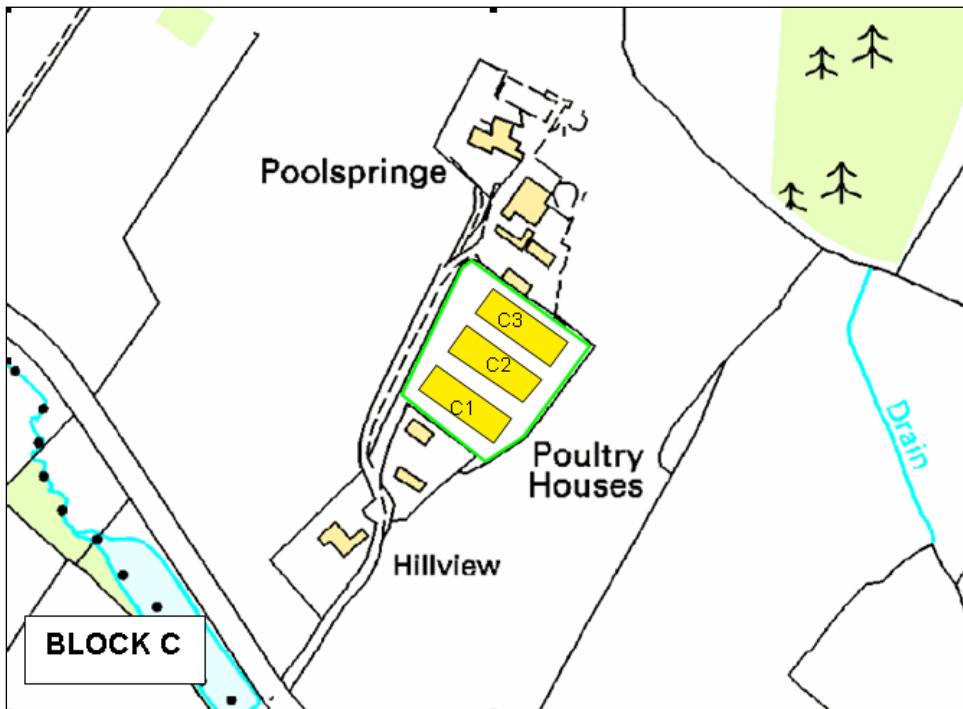 Poolspringe
C3
C2
C1
Drain
Poultry
Houses
Hillview
BLOCK C